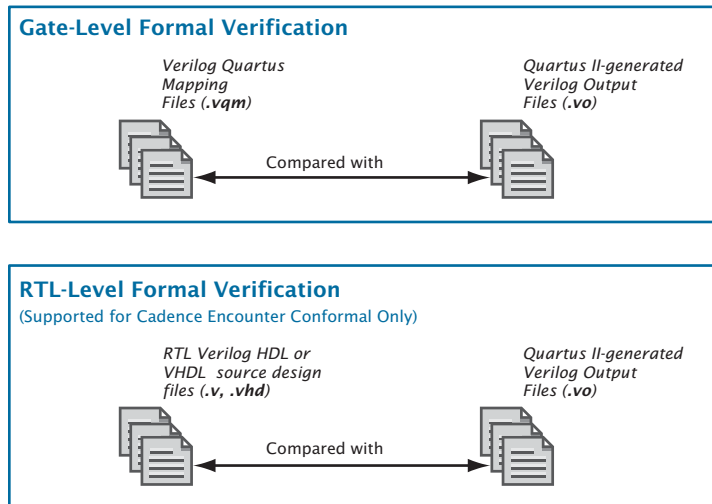 Gate-Level Formal Verification
Verilog Quartus
Mapping
Files (.vqm)
Quartus II-generated
Verilog Output
Files (.vo)
Compared with
RTL-Level Formal Verification
(Supported for Cadence Encounter Conformal Only)
RTL Verilog HDL or
VHDL source design
files (.v, .vhd)
Quartus II-generated
Verilog Output
Files (.vo)
Compared with